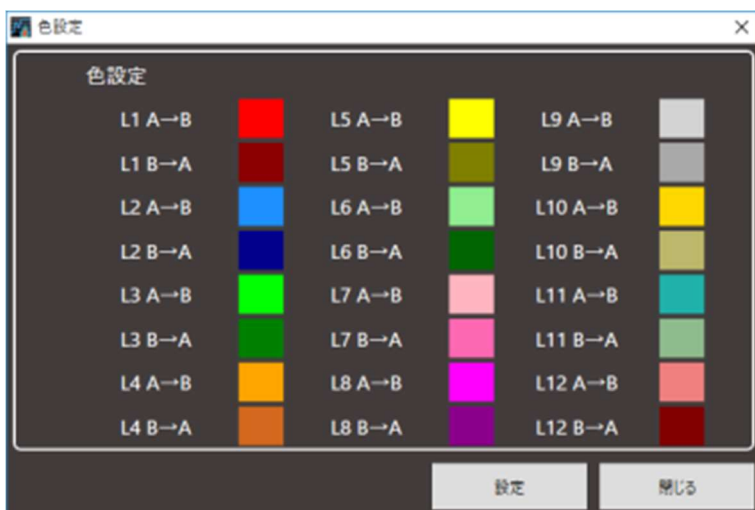 色設定
色設定
L1 A→B L5 A→B L9 A→B
L1 B→A L5 B→A L9 B→A
L2 A→B L6 A→B L10 A→B
L2 B→A L6 B→A L10 B→A
L3 A→B L7 A→B L11 A→B
L3 B→A L7 B→A L11 B→A
L4 A→B L8 A→B L12 A→B
L4 B→A L8 B→A L12 B→A
設定 閉じる